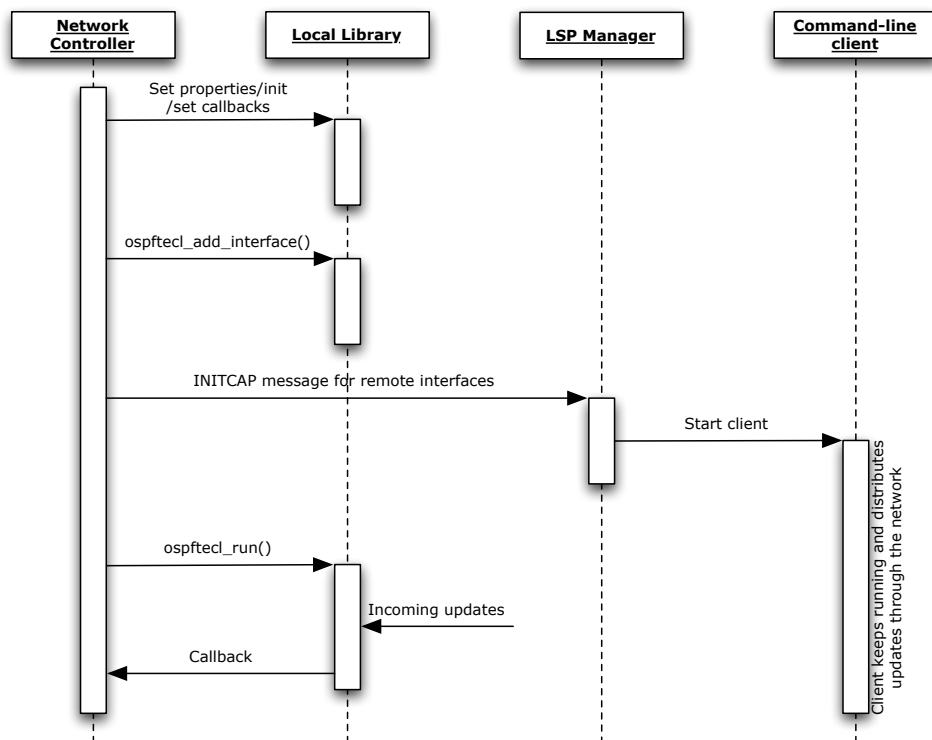 Network
Controller
Local Library
LSP Manager
Command-line
client
Set properties/init
/set callbacks
ospftecl_add_interface()
INITCAP message for remote interfaces
Start client
Client keeps running and distributes
updates through the network
ospftecl_run()
Incoming updates
Callback